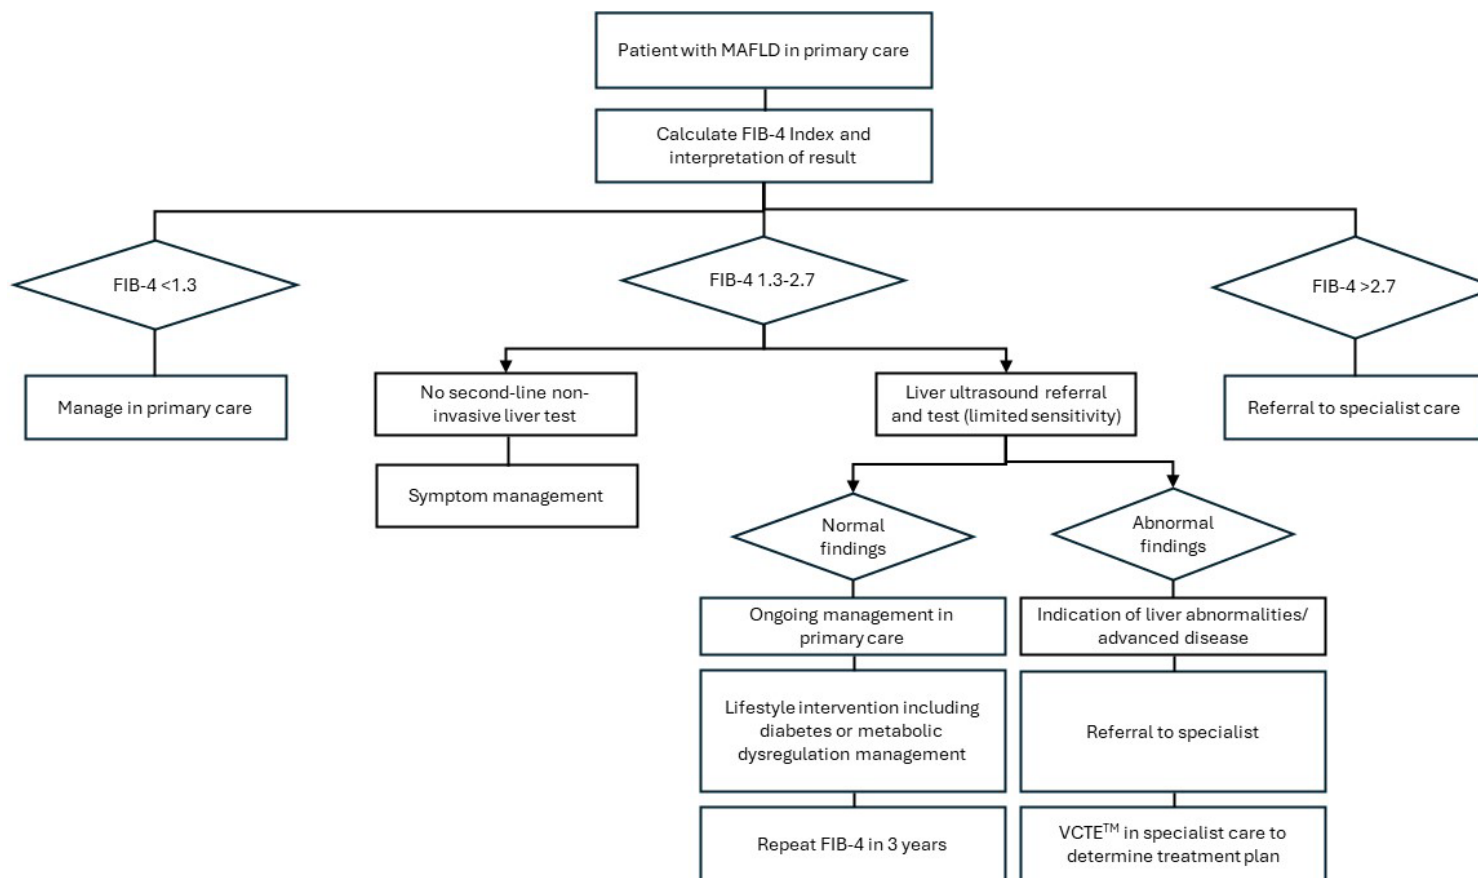 Patient with MAFLD in primary care
Calculate FIB-4 Index and
interpretation of result
FIB-4 <1.3
FIB-4 1.3-2.7
FIB-4 >2.7
Manage in primary care
No second-line non-
invasive liver test
Liver ultrasound referral
and test (limited sensitivity)
Referral to specialist care
Symptom management
Normal
findings
Abnormal
findings
Ongoing management in
primary care
Indication of liver abnormalities/
advanced disease
Lifestyle intervention including
diabetes or metabolic
dysregulation management
Referral to specialist
Repeat FIB-4 in 3 years
VCTE™ in specialist care to
determine treatment plan